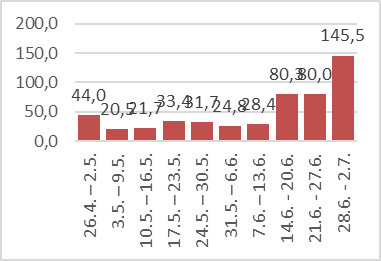 200,0
150,0
100,0
50,0
0,0
44,0
20,5
21,7
33,4
31,7
24,8
28,4
80,3
80,0
145,5
26.4. – 2.5.
3.5. – 9.5.
10.5. – 16.5.
17.5. – 23.5.
24.5. – 30.5.
31.5. – 6.6.
7.6. – 13.6.
14.6. - 20.6.
21.6. - 27.6.
28.6. - 2.7.